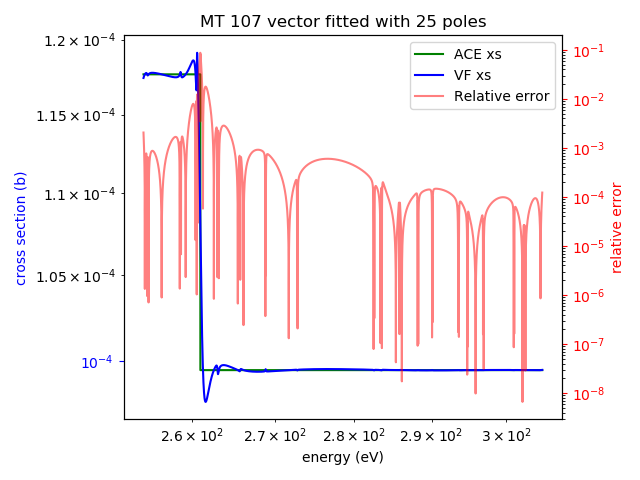 MT 107 vector fitted with 25 poles
ACE xs
VF xs
Relative error
1.2 × 10⁻⁴
1.15 × 10⁻⁴
1.1 × 10⁻⁴
1.05 × 10⁻⁴
10⁻⁴
cross section (b)
10⁻¹
10⁻²
10⁻³
10⁻⁴
10⁻⁵
10⁻⁶
10⁻⁷
10⁻⁸
relative error
2.6 × 10² 2.7 × 10² 2.8 × 10² 2.9 × 10² 3 × 10²
energy (eV)